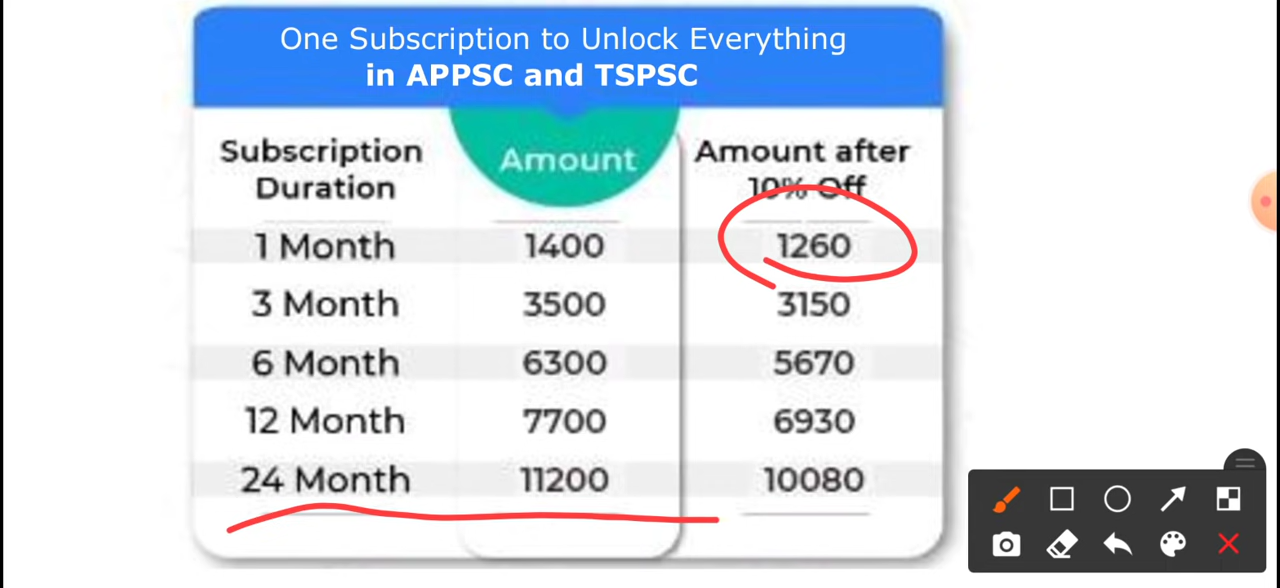 One Subscription to Unlock Everything
in APPSC and TSPSC
Subscription Duration Amount Amount after 10% Off
1 Month 1400 1260
3 Month 3500 3150
6 Month 6300 5670
12 Month 7700 6930
24 Month 11200 10080